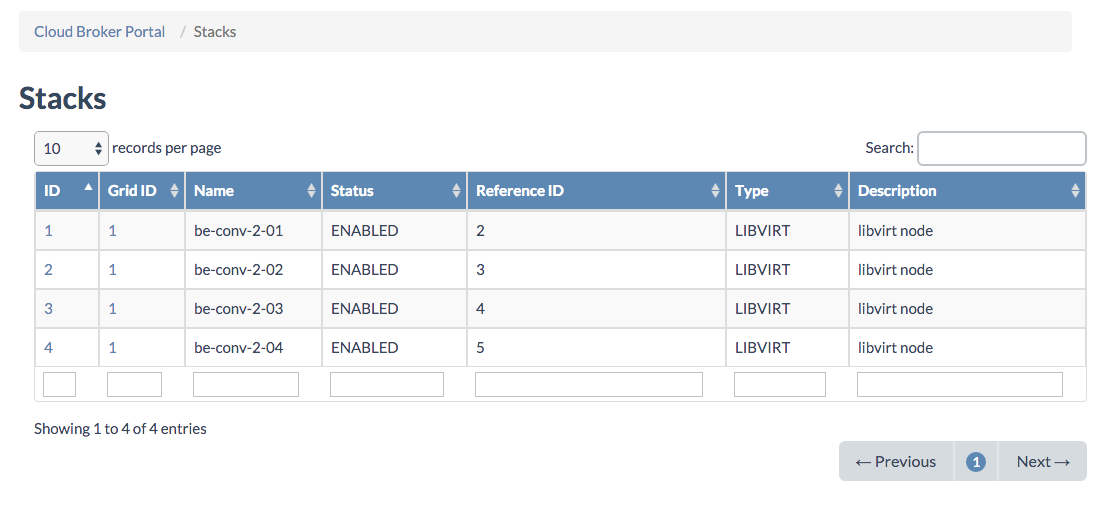 Cloud Broker Portal / Stacks
Stacks
10 records per page Search:
ID Grid ID Name Status Reference ID Type Description
1 1 be-conv-2-01 ENABLED 2 LIBVIRT libvirt node
2 1 be-conv-2-02 ENABLED 3 LIBVIRT libvirt node
3 1 be-conv-2-03 ENABLED 4 LIBVIRT libvirt node
4 1 be-conv-2-04 ENABLED 5 LIBVIRT libvirt node
Showing 1 to 4 of 4 entries
← Previous 1 Next →